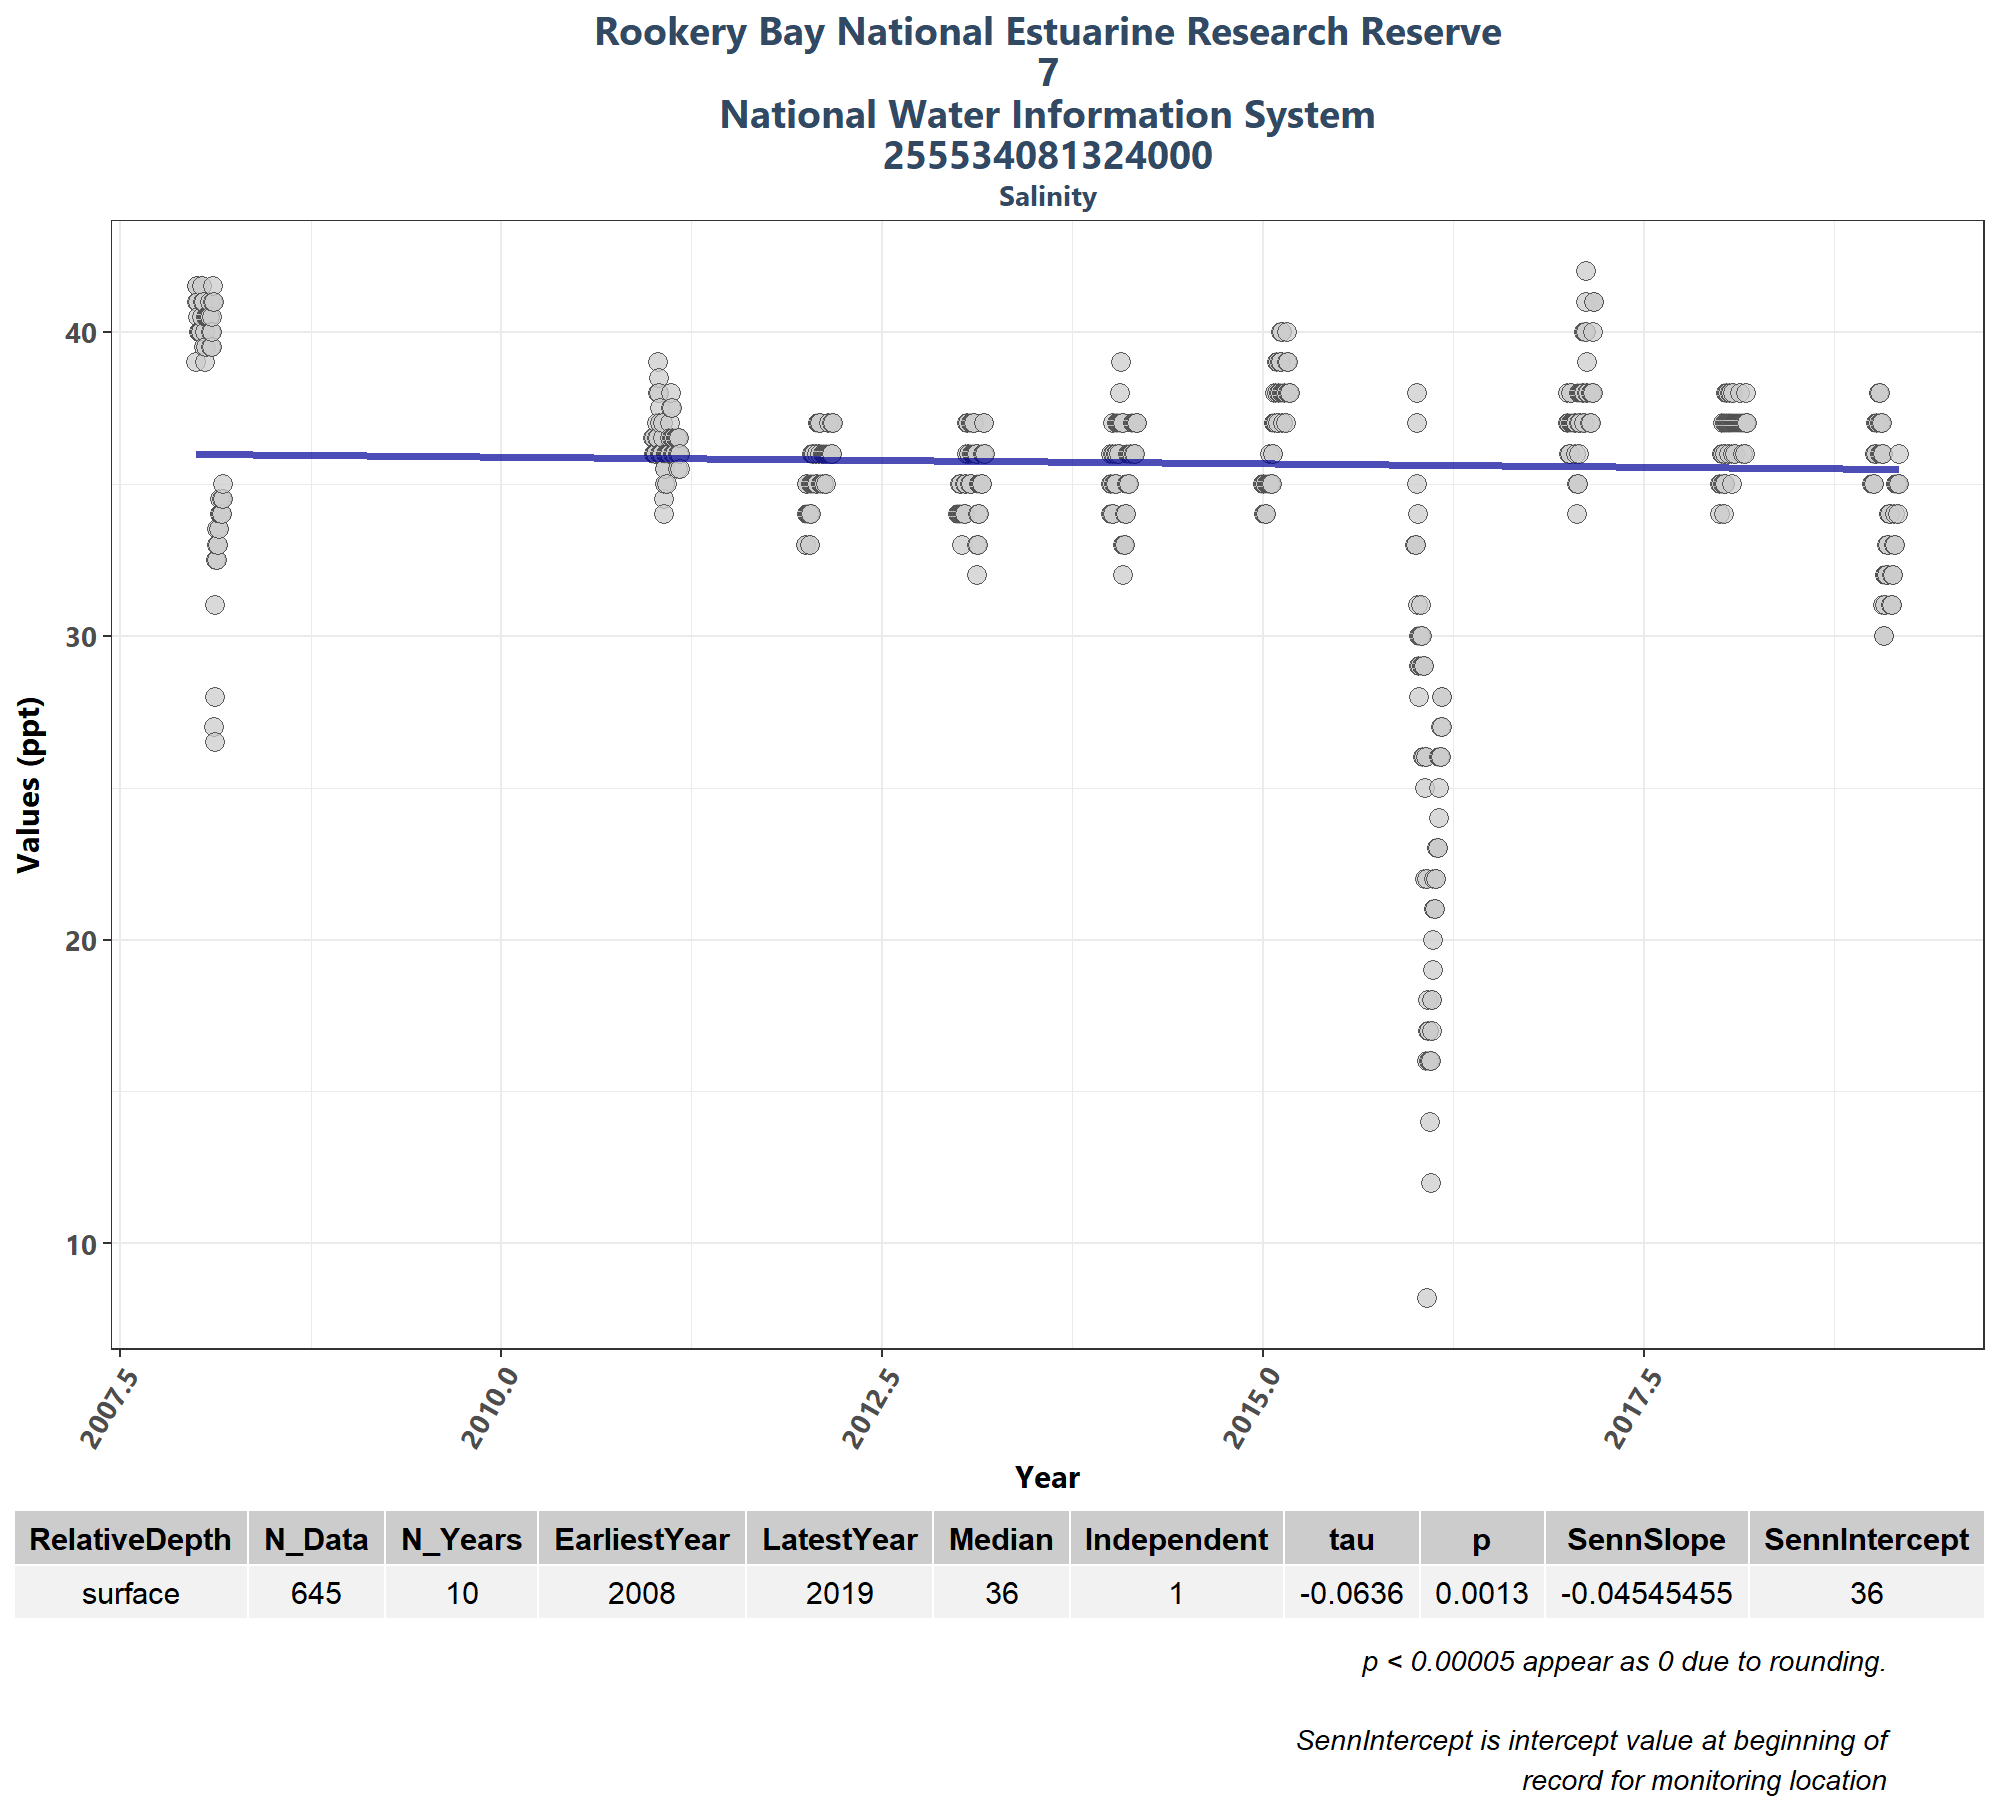 Rookery Bay National Estuarine Research Reserve
7
National Water Information System
255534081324000
Salinity
Values (ppt)
40
30
20
10
2007.5
2010.0
2012.5
2015.0
2017.5
Year
RelativeDepth N_Data N_Years EarliestYear LatestYear Median Independent tau p SennSlope SennIntercept
surface 645 10 2008 2019 36 1 -0.0636 0.0013 -0.04545455 36
p < 0.00005 appear as 0 due to rounding.
SennIntercept is intercept value at beginning of
record for monitoring location